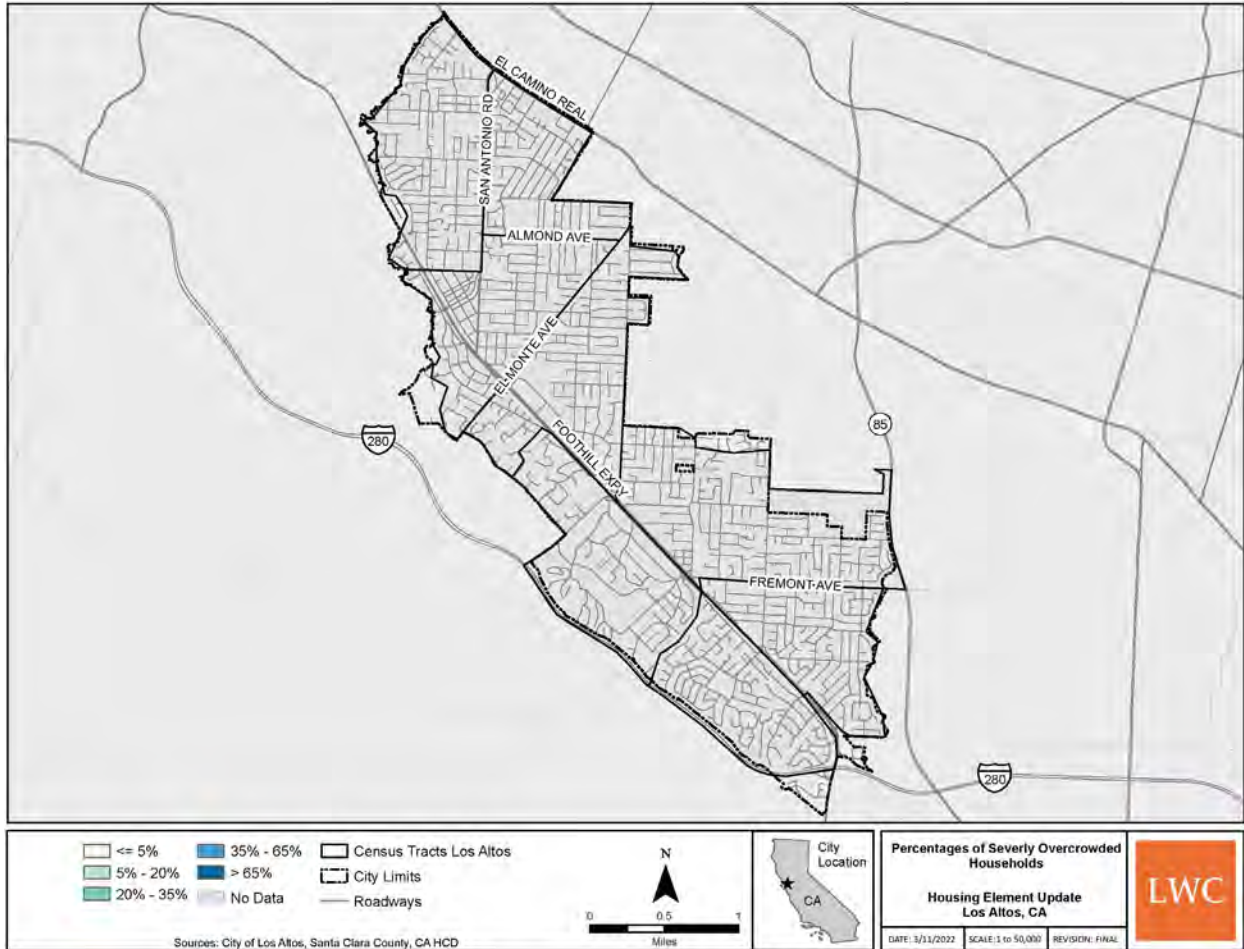 EL CAMINO REAL
SAN ANTONIO RD
ALMOND AVE
EL MONTE AVE
280
FOOTHILL EXPY
85
FREMONT AVE
280
<= 5%
5% - 20%
20% - 35%
35% - 65%
> 65%
No Data
Census Tracts Los Altos
City Limits
Roadways
Sources: City of Los Altos, Santa Clara County, CA HCD
N
0 0.5 1
Miles
City
Location
CA
Percentages of Severly Overcrowded
Households
Housing Element Update
Los Altos, CA
DATE: 3/11/2022 SCALE: 1 to 50,000 REVISION: FINAL
LWC